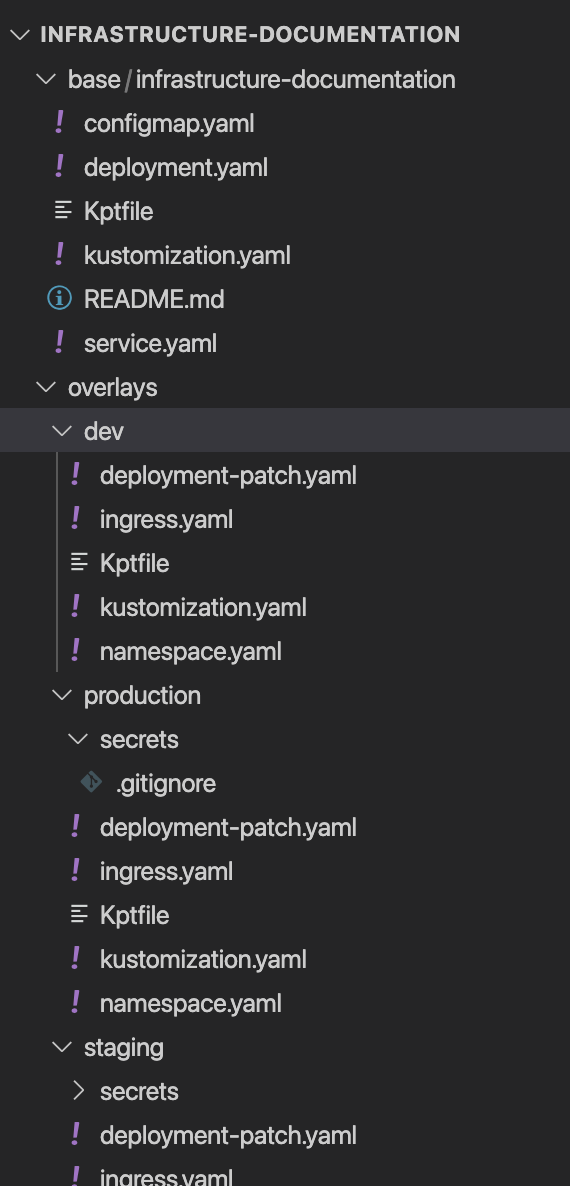 INFRASTRUCTURE-DOCUMENTATION
base/infrastructure-documentation
configmap.yaml
deployment.yaml
Kptfile
kustomization.yaml
README.md
service.yaml
overlays
dev
deployment-patch.yaml
ingress.yaml
Kptfile
kustomization.yaml
namespace.yaml
production
secrets
.gitignore
deployment-patch.yaml
ingress.yaml
Kptfile
kustomization.yaml
namespace.yaml
staging
secrets
deployment-patch.yaml
ingress.yaml